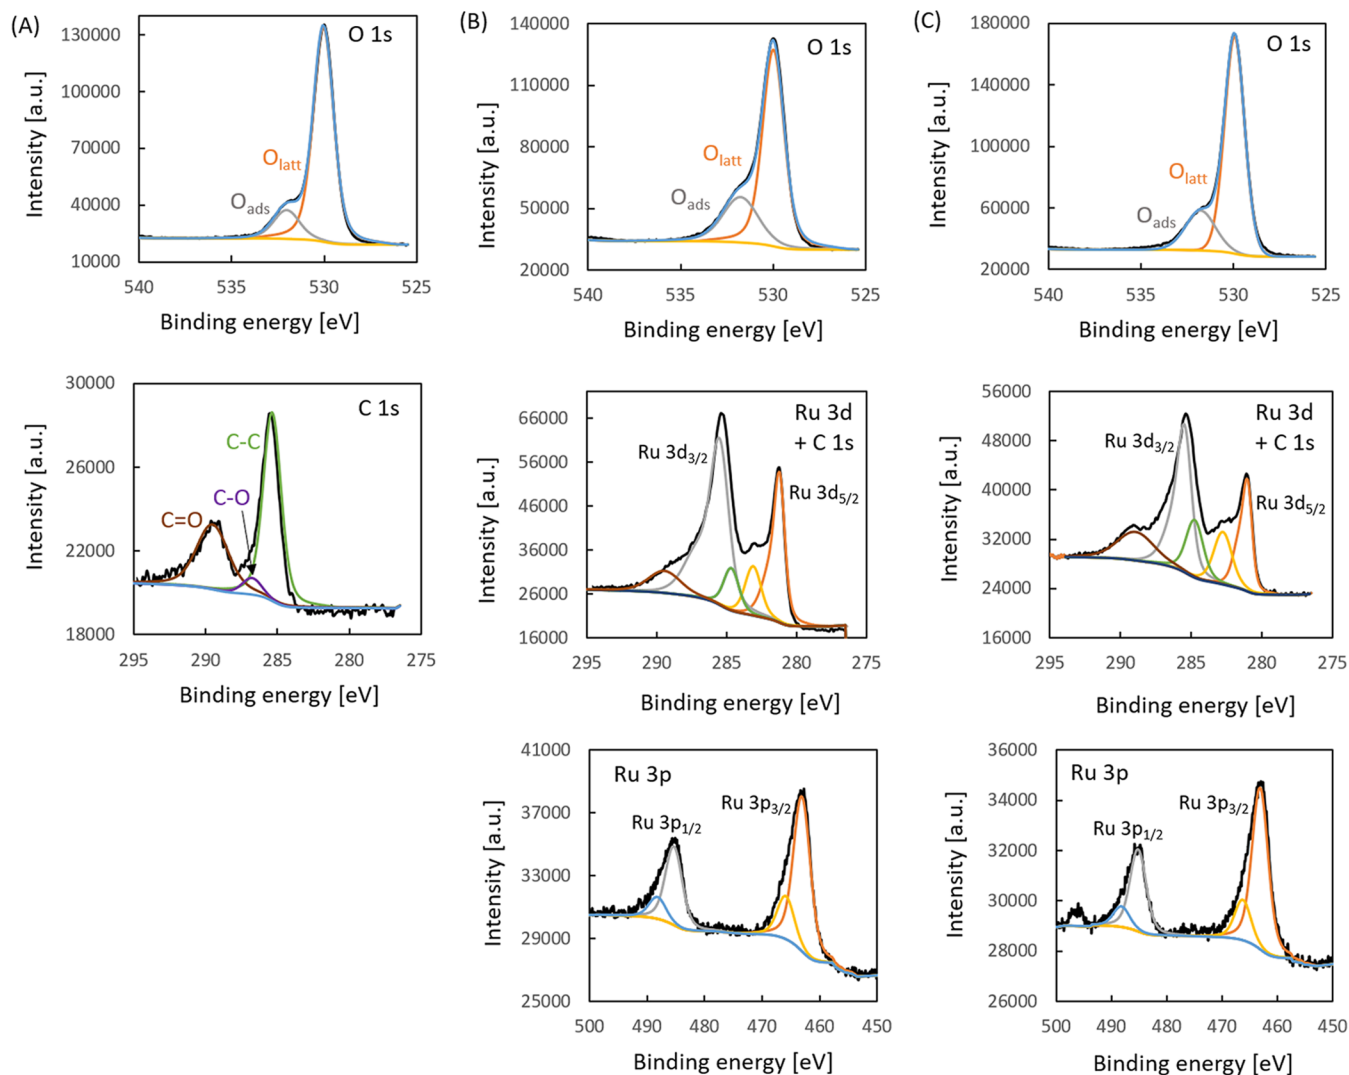 (A)
O 1s
Intensity [a.u.]
130000
100000
70000
40000
10000
O_latt
O_ads
540
535
530
525
Binding energy [eV]
(B)
O 1s
Intensity [a.u.]
140000
110000
80000
50000
20000
O_latt
O_ads
540
535
530
525
Binding energy [eV]
(C)
O 1s
Intensity [a.u.]
180000
140000
100000
60000
20000
O_latt
O_ads
540
535
530
525
Binding energy [eV]
C 1s
Intensity [a.u.]
30000
26000
22000
18000
C-C
C-O
C=O
295
290
285
280
275
Binding energy [eV]
Ru 3d
+ C 1s
Intensity [a.u.]
66000
56000
46000
36000
26000
16000
Ru 3d3/2
Ru 3d5/2
295
290
285
280
275
Binding energy [eV]
Ru 3d
+ C 1s
Intensity [a.u.]
56000
48000
40000
32000
24000
16000
Ru 3d3/2
Ru 3d5/2
295
290
285
280
275
Binding energy [eV]
Ru 3p
Intensity [a.u.]
41000
37000
33000
29000
25000
Ru 3p1/2
Ru 3p3/2
500
490
480
470
460
450
Binding energy [eV]
Ru 3p
Intensity [a.u.]
36000
34000
32000
30000
28000
26000
Ru 3p1/2
Ru 3p3/2
500
490
480
470
460
450
Binding energy [eV]